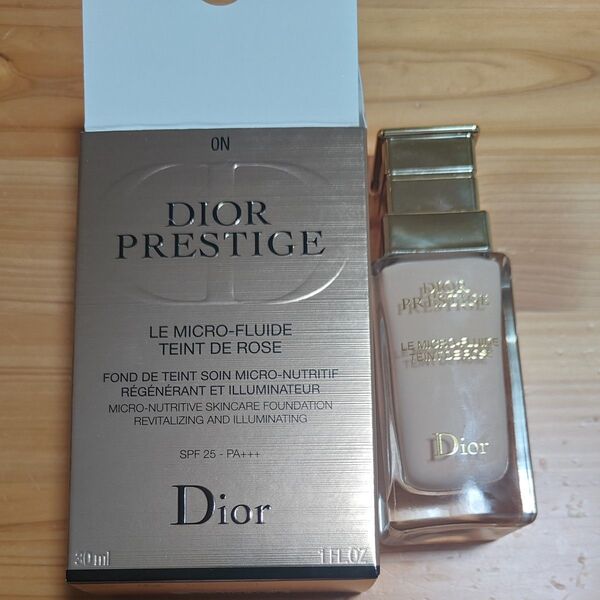 ON
DIOR
PRESTIGE
LE MICRO-FLUIDE
TEINT DE ROSE
FOND DE TEINT SOIN MICRO-NUTRITIF
RÉGÉNÉRANT ET ILLUMINATEUR
MICRO-NUTRITIVE SKINCARE FOUNDATION
REVITALIZING AND ILLUMINATING
SPF 25 - PA+++
Dior
30 ml
1 FL.OZ
DIOR
PRESTIGE
LE MICRO-FLUIDE
TEINT DE ROSE
Dior